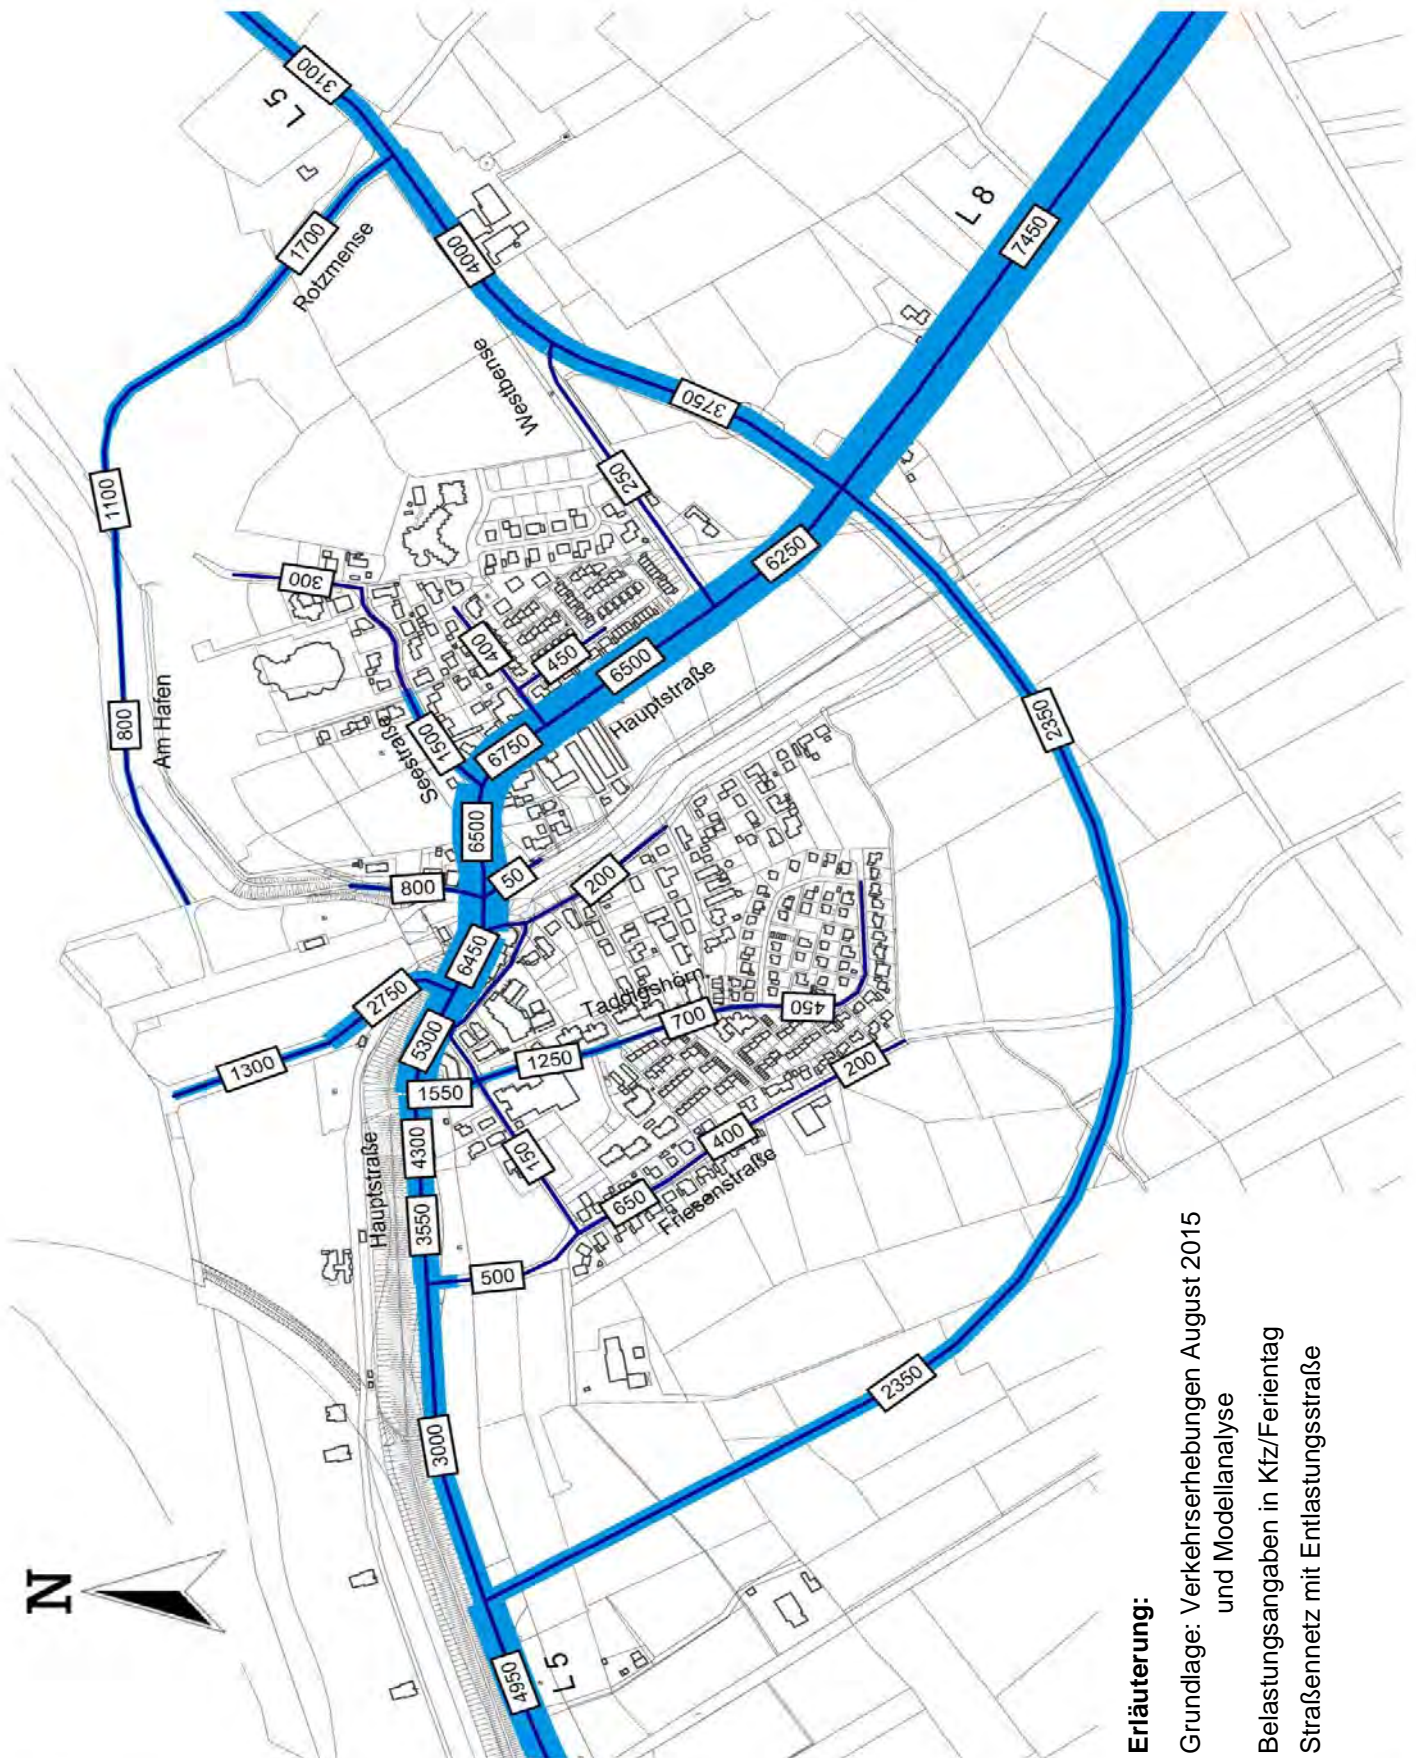 N
3100
L 5
1700
Rotzmense
4000
Westbense
3750
L 8
7450
250
1100
800
Am Hafen
300
400
450
6250
6500
Hauptstraße
6750
1500
Seestraße
6500
800
50
200
6450
2750
1300
5300
1550
1250
Taddigshörn
700
450
200
400
Friesenstraße
650
150
500
Hauptstraße
4300
3550
3000
2350
2350
4950
L 5
Erläuterung:
Grundlage: Verkehrserhebungen August 2015
und Modellanalyse
Belastungsangaben in Kfz/Ferientag
Straßennetz mit Entlastungsstraße